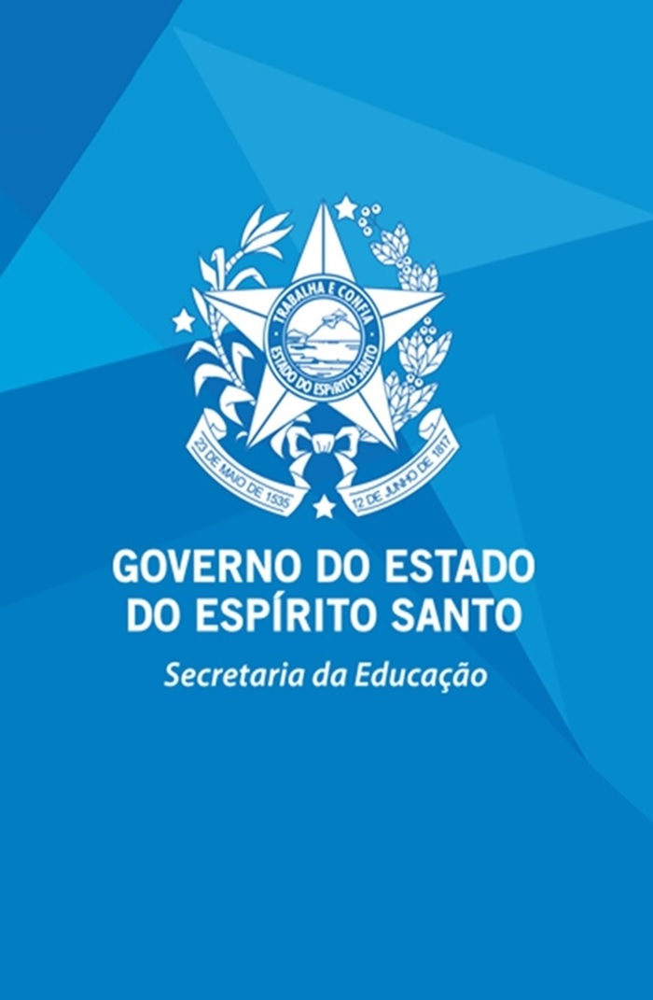 TRABALHA E CONFIA
ESTADO DO ESPÍRITO SANTO
23 DE MAIO DE 1535
12 DE JUNHO DE 1817
GOVERNO DO ESTADO
DO ESPÍRITO SANTO
Secretaria da Educação